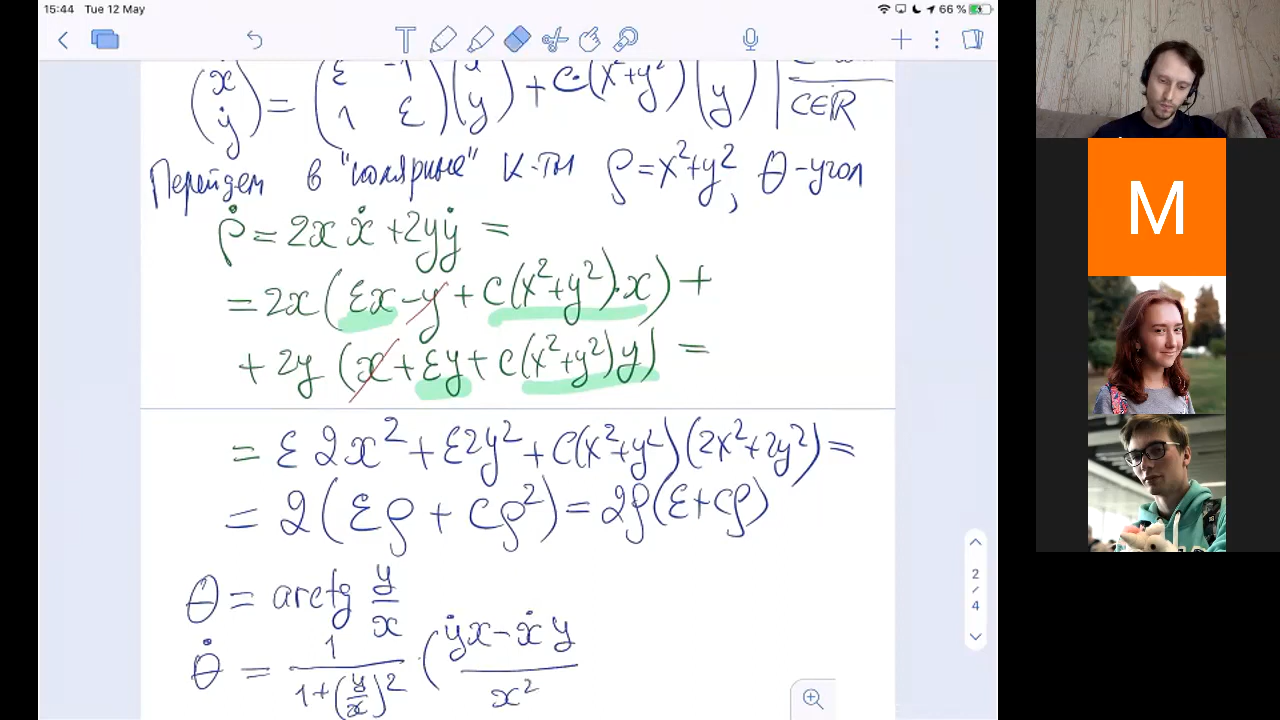 15:44 Tue 12 May 66 %
(ẋ ẏ) = (ε -1 1 ε)(x y) + C·(x²+y²)( y) | C∈ℝ
Перейдем в "полярные" к-ты ρ=x²+y², θ-угол
ρ̇ = 2xẋ+2yẏ =
=2x(εx-y+C(x²+y²)·x)+
+2y(x+εy+C(x²+y²)y) =
= ε2x²+ε2y²+C(x²+y²)(2x²+2y²)=
= 2(ερ+Cρ²)=2ρ(ε+Cρ)
θ = arctg y/x
θ̇ = 1/(1+(y/x)²) · (ẏx-ẋy/x²
T
2 / 4
M